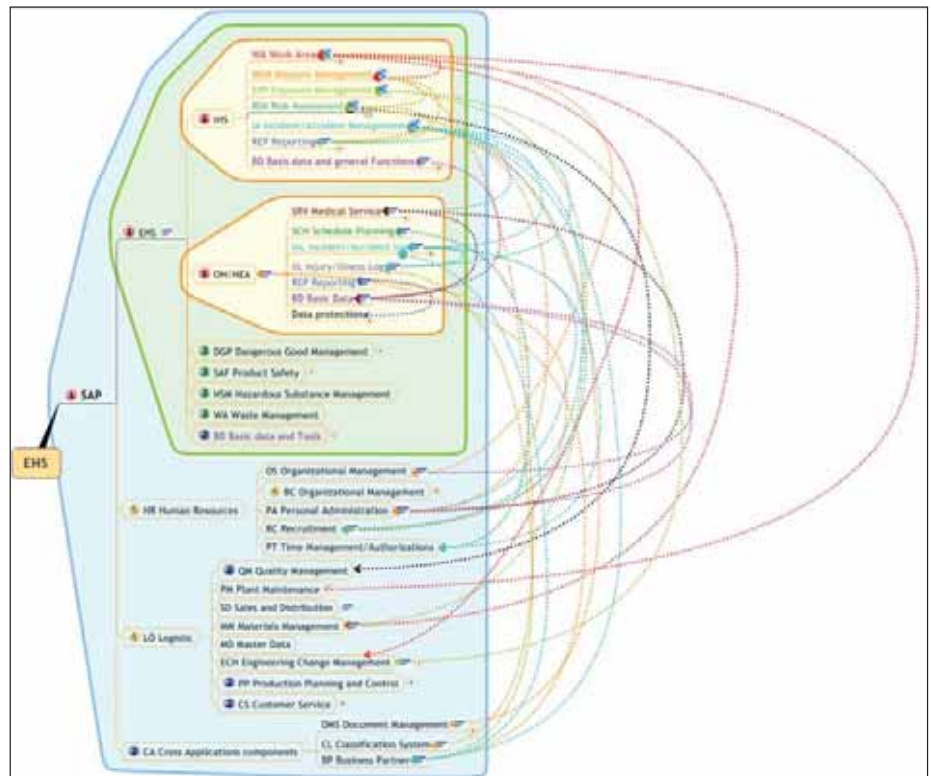 WA Work Area
MEA Measure Management
EXP Exposure Management
RSK Risk Assessment
IA Incident/Accident Management
REP Reporting
IHS
BD Basis data and general Functions
SRV Medical Service
SCH Schedule Planning
IAL Incident/Accident
IIL Injury/Illness Log
REP Reporting
BD Basic Data
Data protection
OM/HEA
EHS
DGP Dangerous Good Management
SAF Product Safety
HSM Hazardous Substance Management
WA Waste Management
BD Basic data and Tools
SAP
EHS
OS Organizational Management
BC Organizational Management
HR Human Resources
PA Personal Administration
RC Recruitment
PT Time Management/Authorisations
QM Quality Management
PM Plant Maintenance
SD Sales and Distribution
MM Materials Management
LO Logistic
MD Master Data
ECH Engineering Change Management
PP Production Planning and Control
CS Customer Service
DMS Document Management
CL Classification System
CA Cross Applications components
BP Business Partner